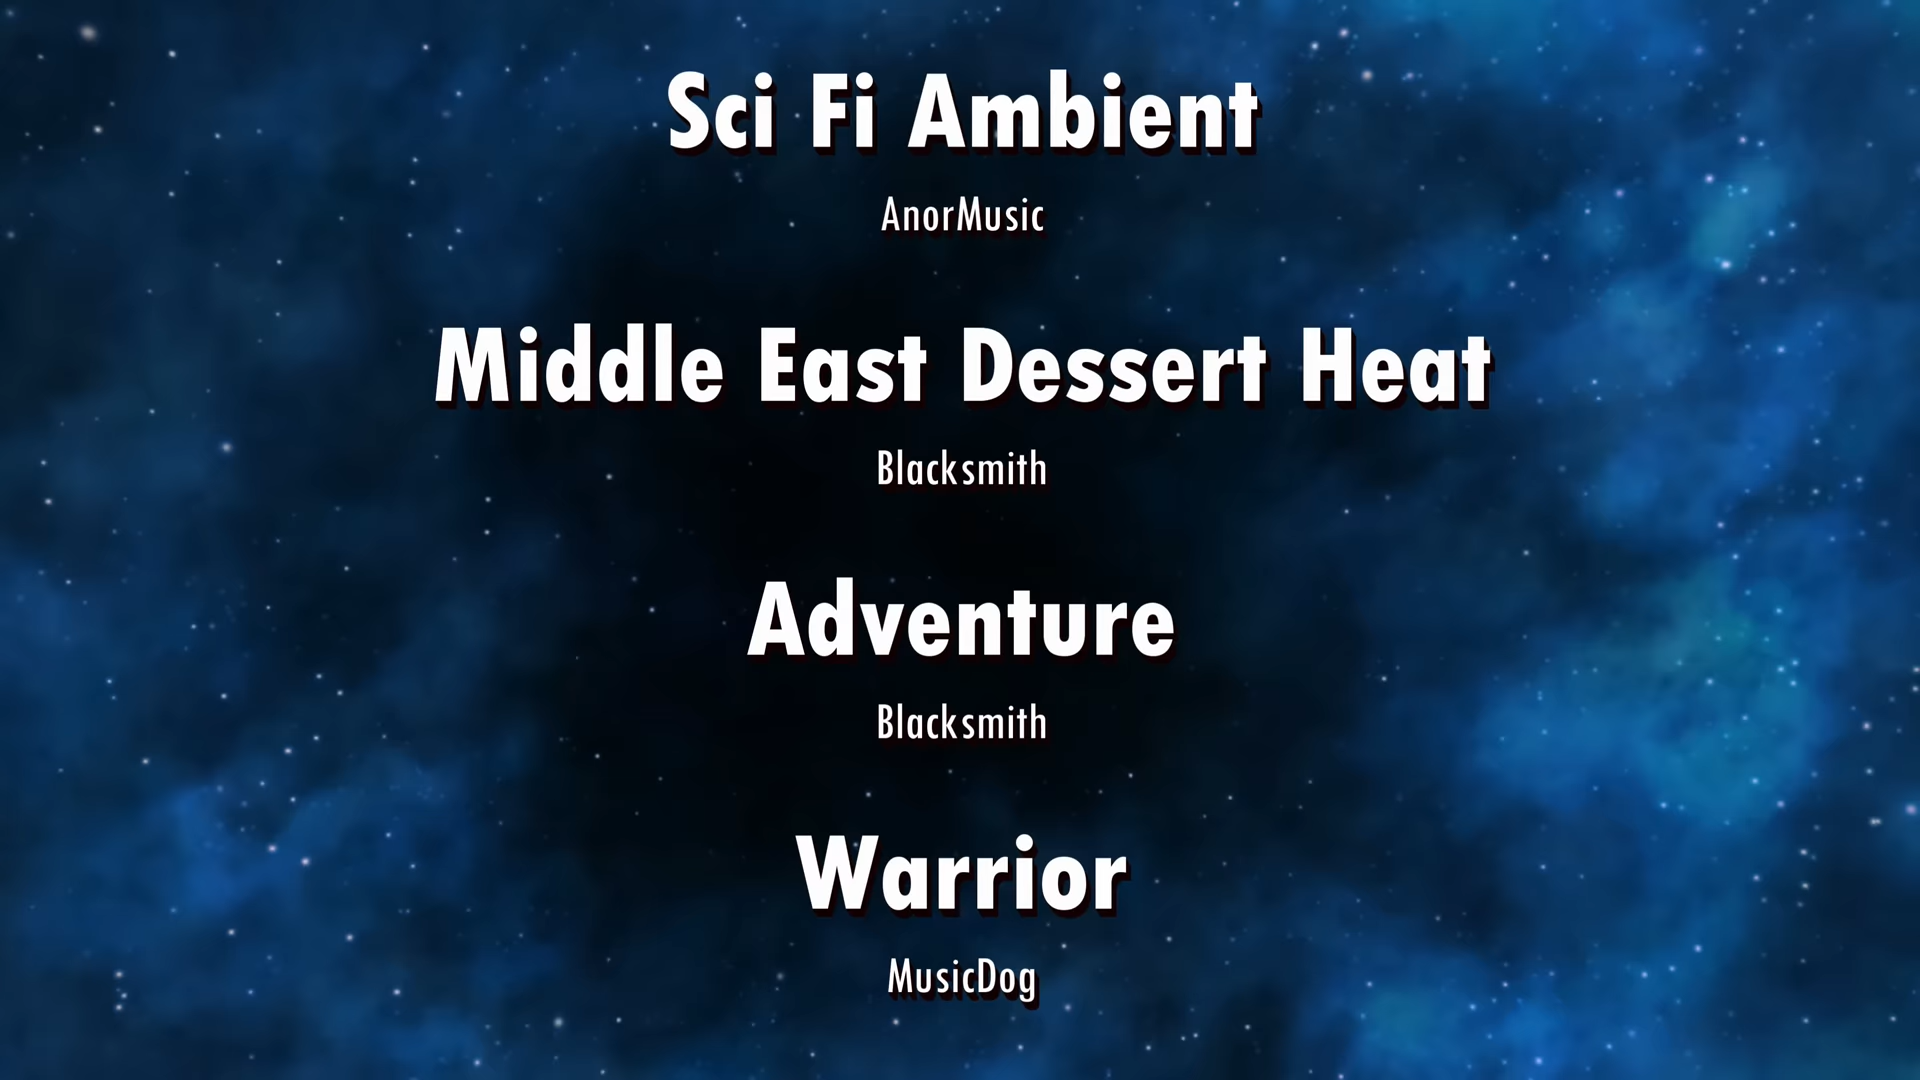 Sci Fi Ambient
AnorMusic
Middle East Dessert Heat
Blacksmith
Adventure
Blacksmith
Warrior
MusicDog